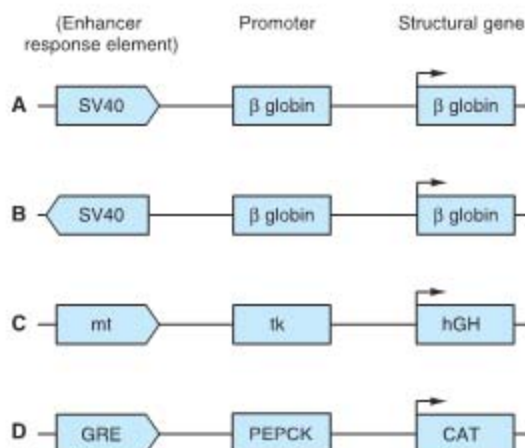 (Enhancer
response element)
Promoter
Structural gene
A SV40 β globin β globin
B SV40 β globin β globin
C mt tk hGH
D GRE PEPCK CAT